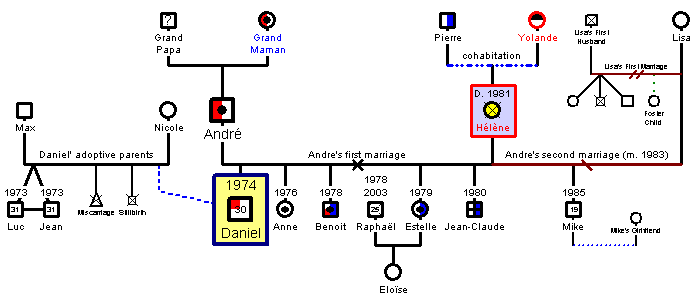 ?
Grand
Papa
Grand
Maman
Pierre
Yolande
cohabitation
Lisa's First
Husband
Lisa
Lisa's First Marriage
D. 1981
Hélène
Foster
Child
André
Max
Nicole
Daniel' adoptive parents
Andre's first marriage
Andre's second marriage (m. 1983)
1973
1973
31
31
Luc
Jean
Miscarriage
Stillbirth
1974
30
Daniel
1976
Anne
1978
Benoit
1978
2003
25
Raphaël
1979
Estelle
1980
Jean-Claude
1985
19
Mike
Mike's Girlfriend
Eloïse